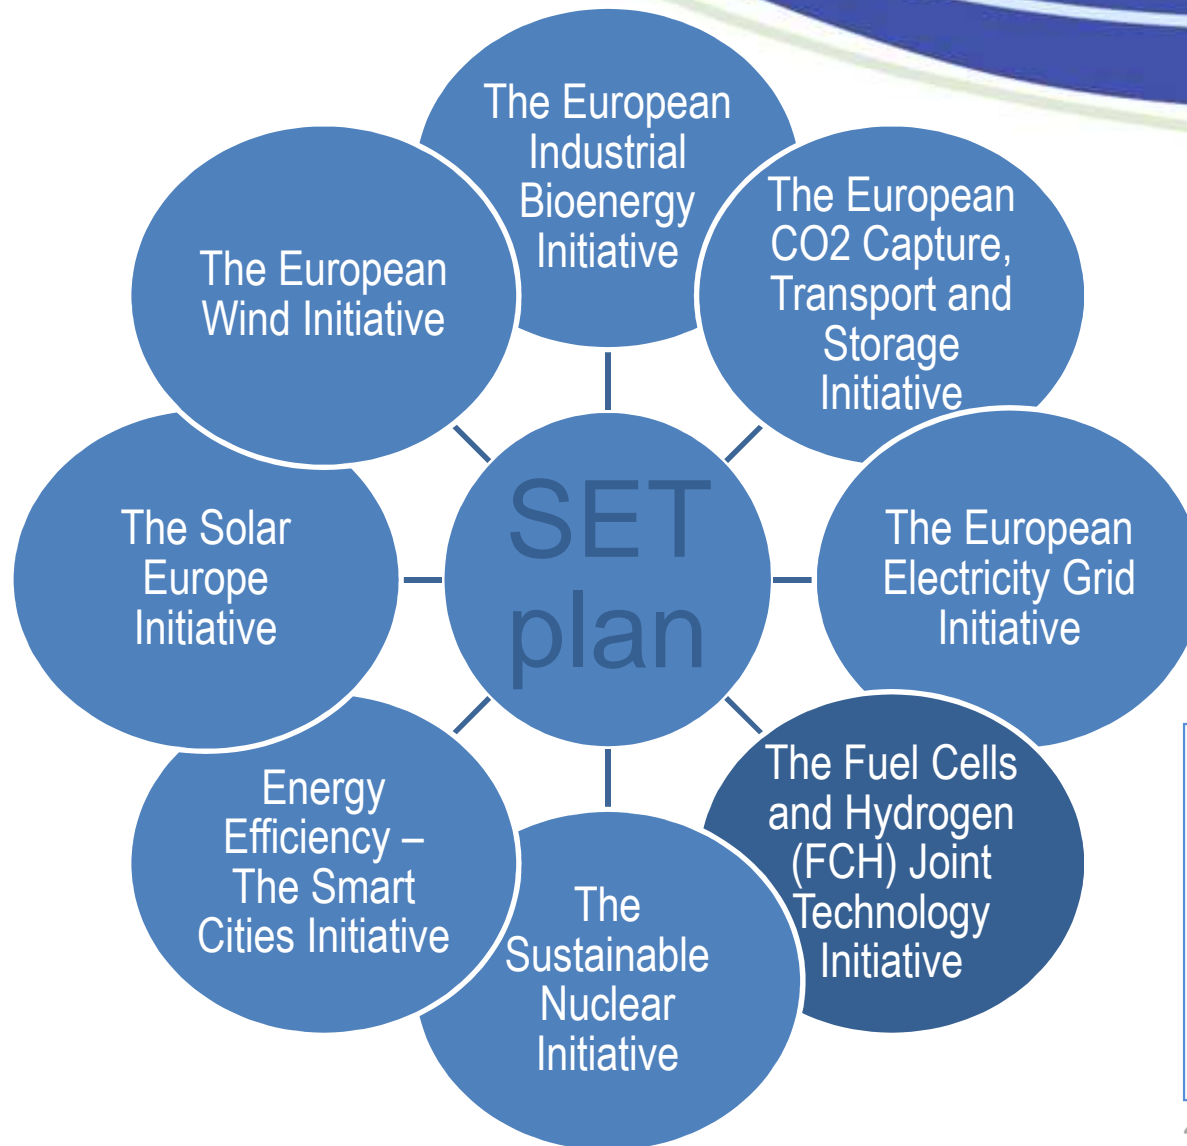 The European
Industrial
Bioenergy
Initiative
The European
CO2 Capture,
Transport and
Storage
Initiative
The European
Electricity Grid
Initiative
The Fuel Cells
and Hydrogen
(FCH) Joint
Technology
Initiative
The
Sustainable
Nuclear
Initiative
Energy
Efficiency –
The Smart
Cities Initiative
The Solar
Europe
Initiative
The European
Wind Initiative
SET
plan